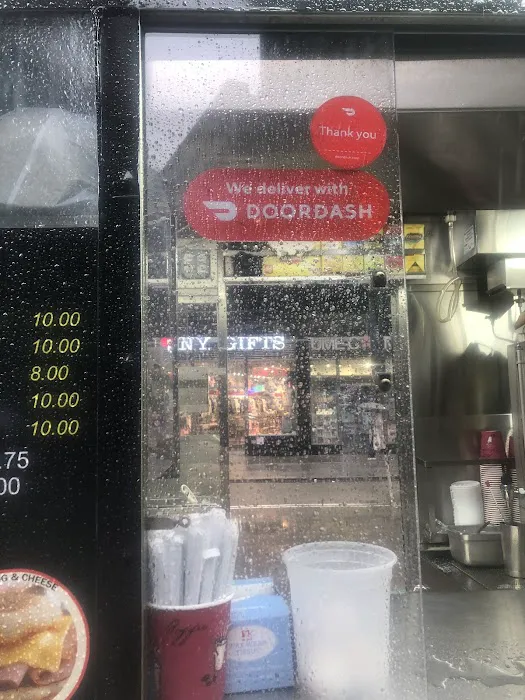 Thank you
We deliver with
DOORDASH
N.Y. GIFTS
10.00
10.00
8.00
10.00
10.00
.75
00
G & CHEESE